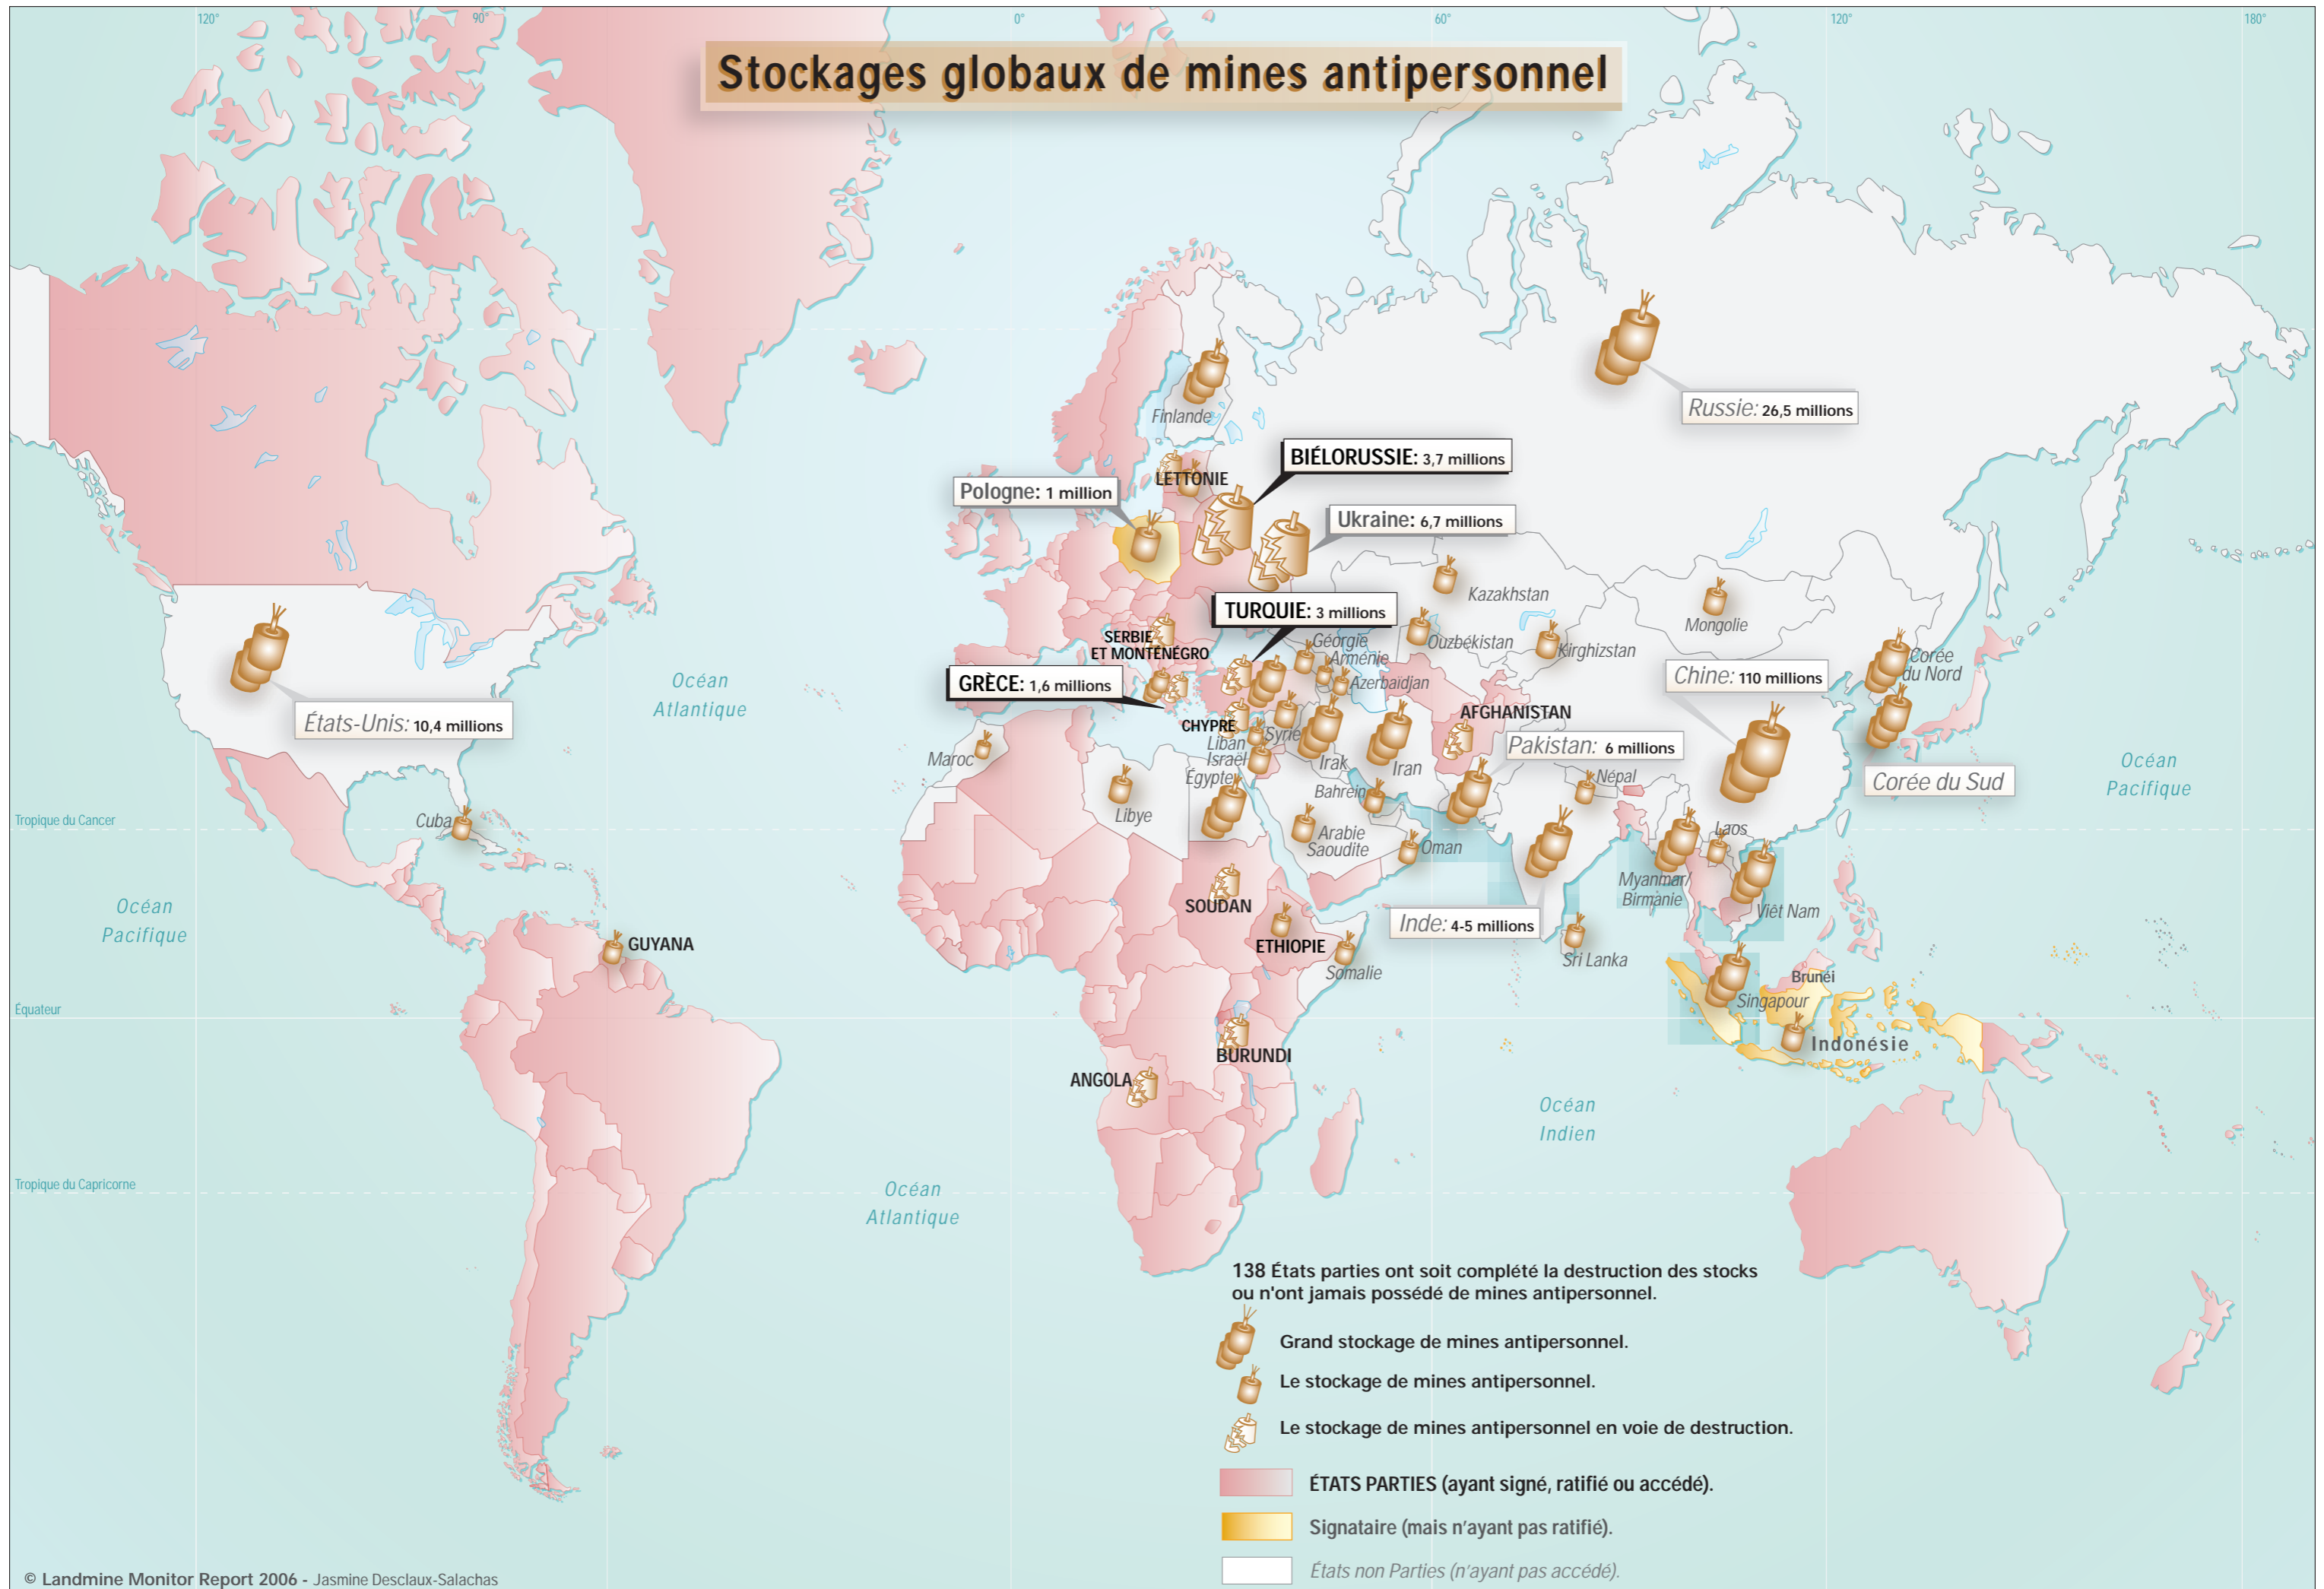 120°
90°
0°
60°
120°
180°
Stockages globaux de mines antipersonnel
Russie: 26,5 millions
Finlande
BIÉLORUSSIE: 3,7 millions
LETTONIE
Pologne: 1 million
Ukraine: 6,7 millions
Kazakhstan
TURQUIE: 3 millions
Mongolie
SERBIE
ET MONTÉNÉGRO
Géorgie
Ouzbékistan
Kirghizstan
Arménie
Corée
du Nord
Chine: 110 millions
GRÈCE: 1,6 millions
Azerbaidjan
Océan
Atlantique
États-Unis: 10,4 millions
AFGHANISTAN
CHYPRE
Syrie
Liban
Pakistan: 6 millions
Maroc
Israël
Irak
Iran
Océan
Pacifique
Égypte
Népal
Corée du Sud
Bahrein
Libye
Cuba
Tropique du Cancer
Arabie
Saoudite
Oman
Laos
Myanmar/
Birmanie
Océan
Pacifique
SOUDAN
Viêt Nam
Inde: 4-5 millions
GUYANA
ETHIOPIE
Sri Lanka
Somalie
Brunéi
Singapour
Équateur
Indonésie
BURUNDI
ANGOLA
Océan
Indien
Tropique du Capricorne
Océan
Atlantique
138 États parties ont soit complété la destruction des stocks
ou n'ont jamais possédé de mines antipersonnel.
Grand stockage de mines antipersonnel.
Le stockage de mines antipersonnel.
Le stockage de mines antipersonnel en voie de destruction.
ÉTATS PARTIES (ayant signé, ratifié ou accédé).
Signataire (mais n'ayant pas ratifié).
États non Parties (n'ayant pas accédé).
© Landmine Monitor Report 2006 - Jasmine Desclaux-Salachas